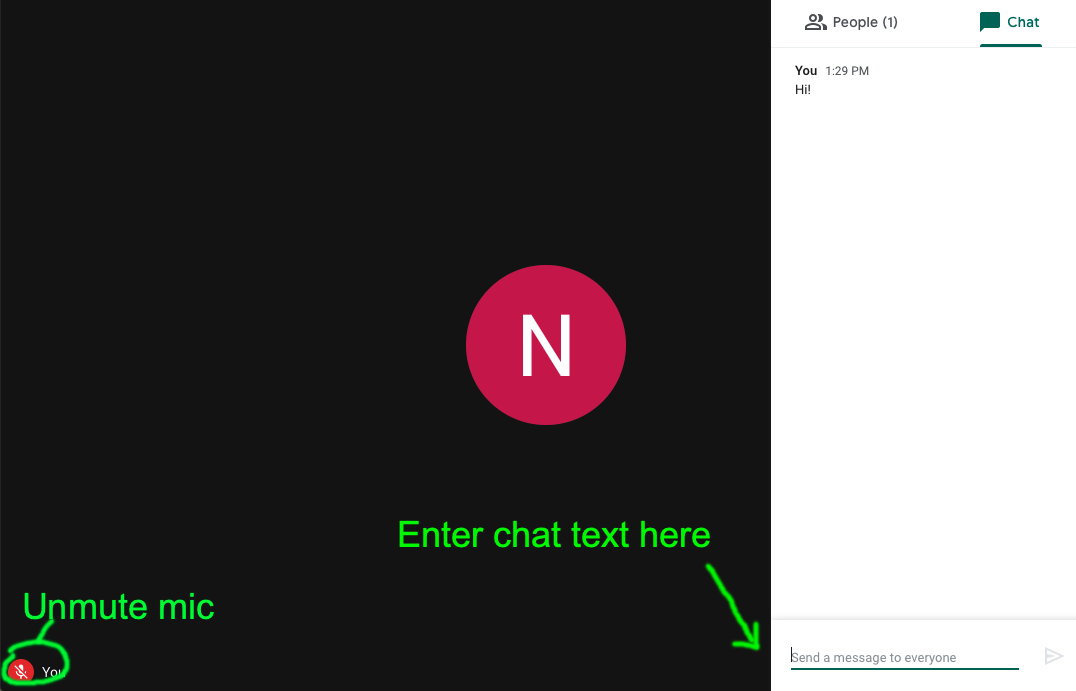 People (1)
Chat
You 1:29 PM
Hi!
N
Enter chat text here
Unmute mic
You
Send a message to everyone